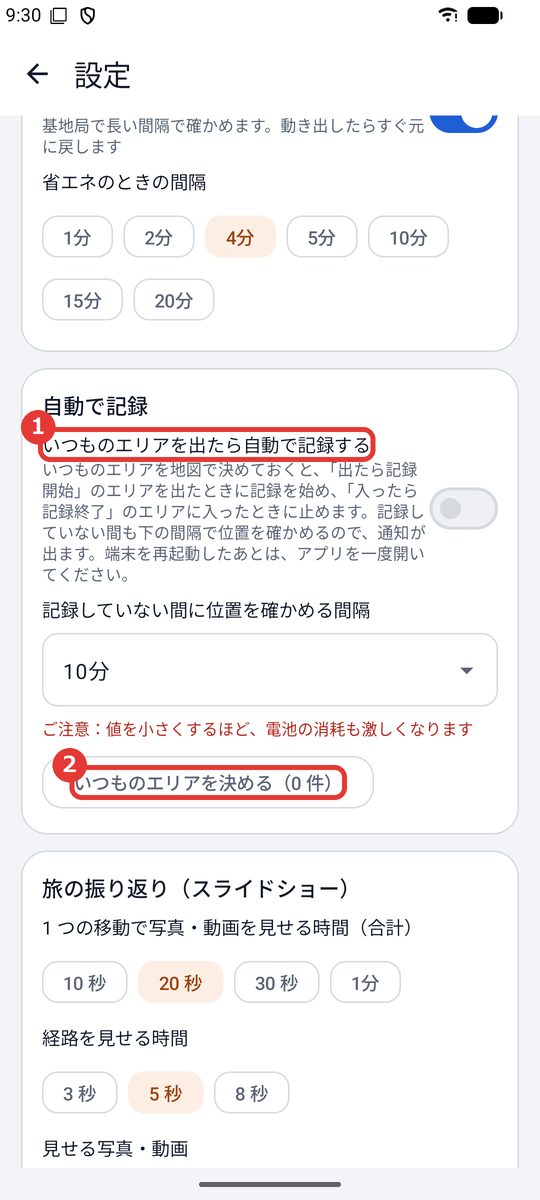 9:30
設定
基地局で長い間隔で確かめます。動き出したらすぐ元
に戻します
省エネのときの間隔
1分 2分 4分 5分 10分
15分 20分
自動で記録
1
いつものエリアを出たら自動で記録する
いつものエリアを地図で決めておくと、「出たら記録
開始」のエリアを出たときに記録を始め、「入ったら
記録終了」のエリアに入ったときに止めます。記録し
ていない間も下の間隔で位置を確かめるので、通知が
出ます。端末を再起動したあとは、アプリを一度開い
てください。
記録していない間に位置を確かめる間隔
10分
ご注意：値を小さくするほど、電池の消耗も激しくなります
2
いつものエリアを決める（0 件）
旅の振り返り（スライドショー）
1 つの移動で写真・動画を見せる時間（合計）
10 秒 20 秒 30 秒 1分
経路を見せる時間
3 秒 5 秒 8 秒
見せる写真・動画